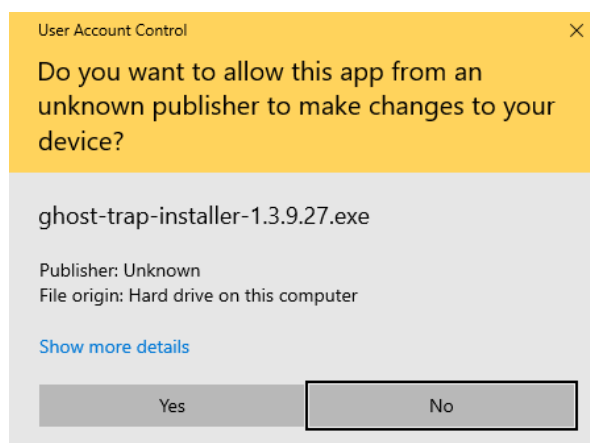 User Account Control
Do you want to allow this app from an
unknown publisher to make changes to your
device?
ghost-trap-installer-1.3.9.27.exe
Publisher: Unknown
File origin: Hard drive on this computer
Show more details
Yes
No